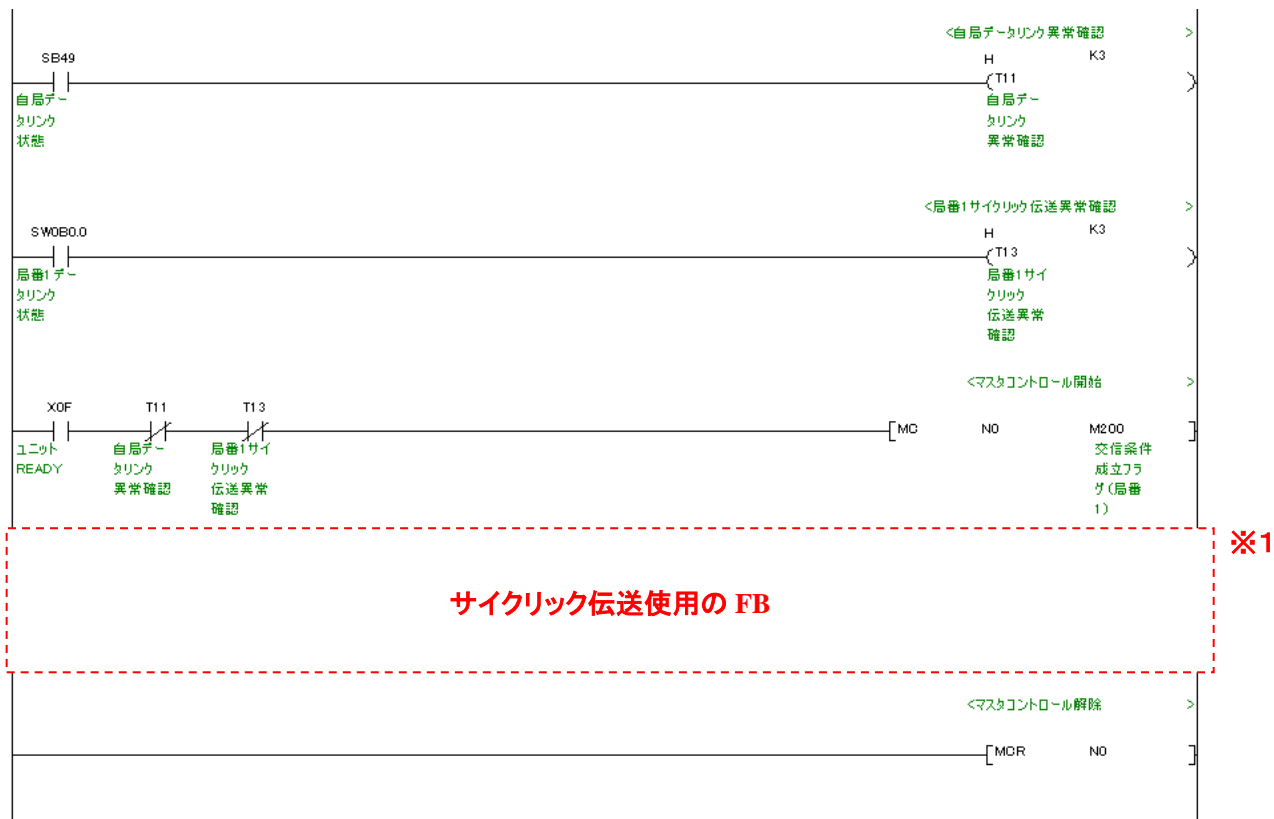 <自局データリンク異常確認 >
SB49
H K3
T11
自局デー
タリンク
状態
自局デー
タリンク
異常確認
<局番1サイクリック伝送異常確認 >
SW0B0.0
H K3
T13
局番1デー
タリンク
状態
局番1サイ
クリック
伝送異常
確認
<マスタコントロール開始 >
X0F T11 T13
MC N0 M200
ユニット
READY
自局デー
タリンク
異常確認
局番1サイ
クリック
伝送異常
確認
交信条件
成立フラ
グ(局番
1)
※1
サイクリック伝送使用の FB
<マスタコントロール解除 >
MCR N0